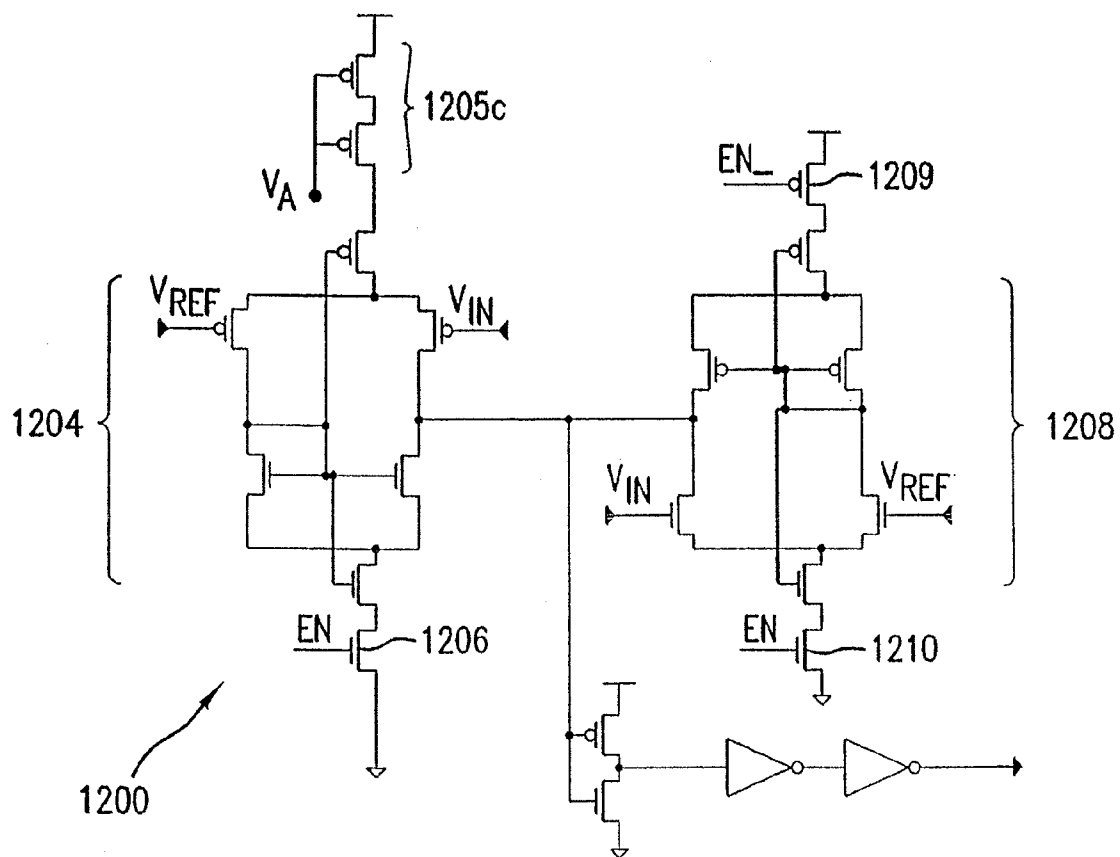 1205c
EN_
1209
V_A
V_REF
V_IN
1204
1208
V_IN
V_REF
EN
1206
EN
1210
1200